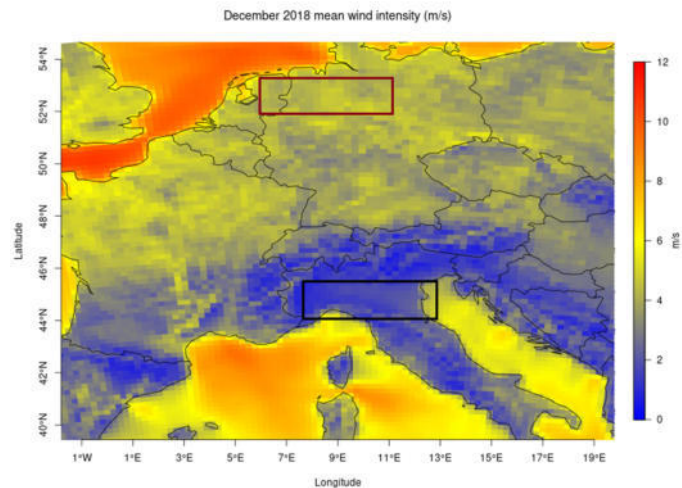 December 2018 mean wind intensity (m/s)
54°N
52°N
50°N
48°N
46°N
44°N
42°N
40°N
Latitude
1°W
1°E
3°E
5°E
7°E
9°E
11°E
13°E
15°E
17°E
19°E
Longitude
12
10
8
6
4
2
0
m/s